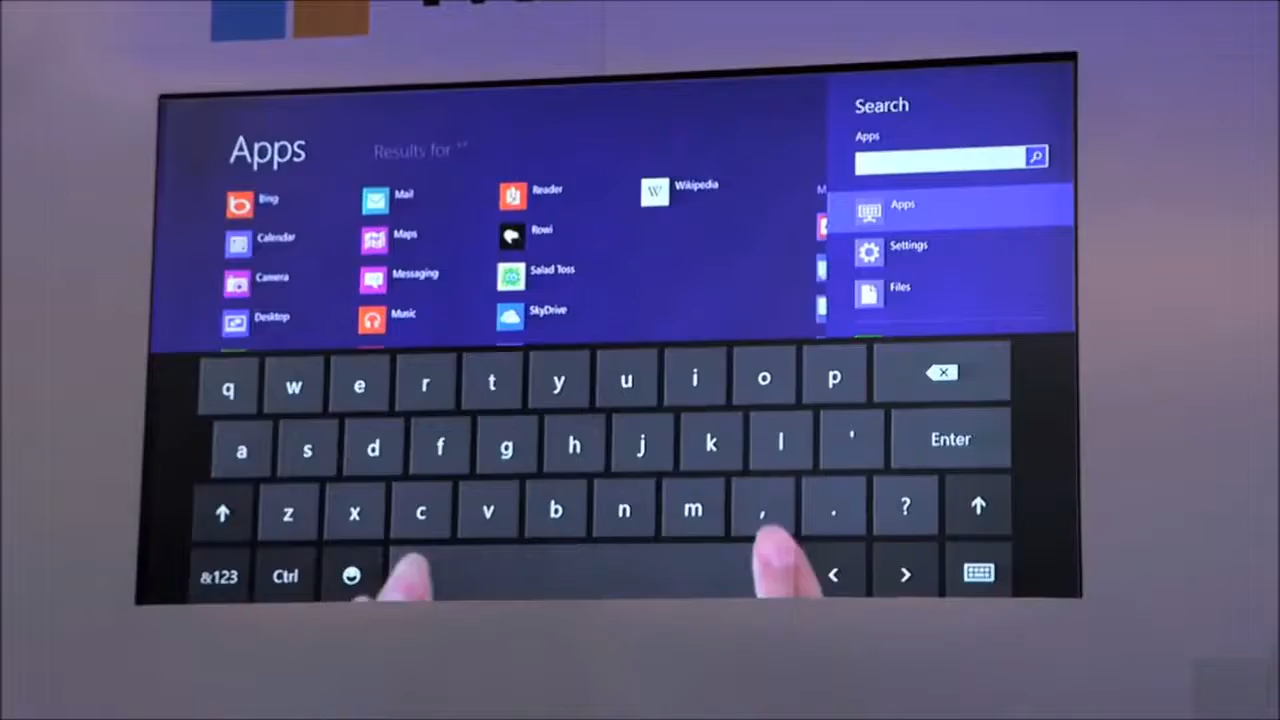 Search
Apps
Apps Results for ""
Bing Mail Reader Wikipedia
Calendar Maps Rowi
Camera Messaging Salad Toss
Desktop Music SkyDrive
M
Apps
Settings
Files
q w e r t y u i o p
a s d f g h j k l ' Enter
z x c v b n m , . ?
&123 Ctrl < >